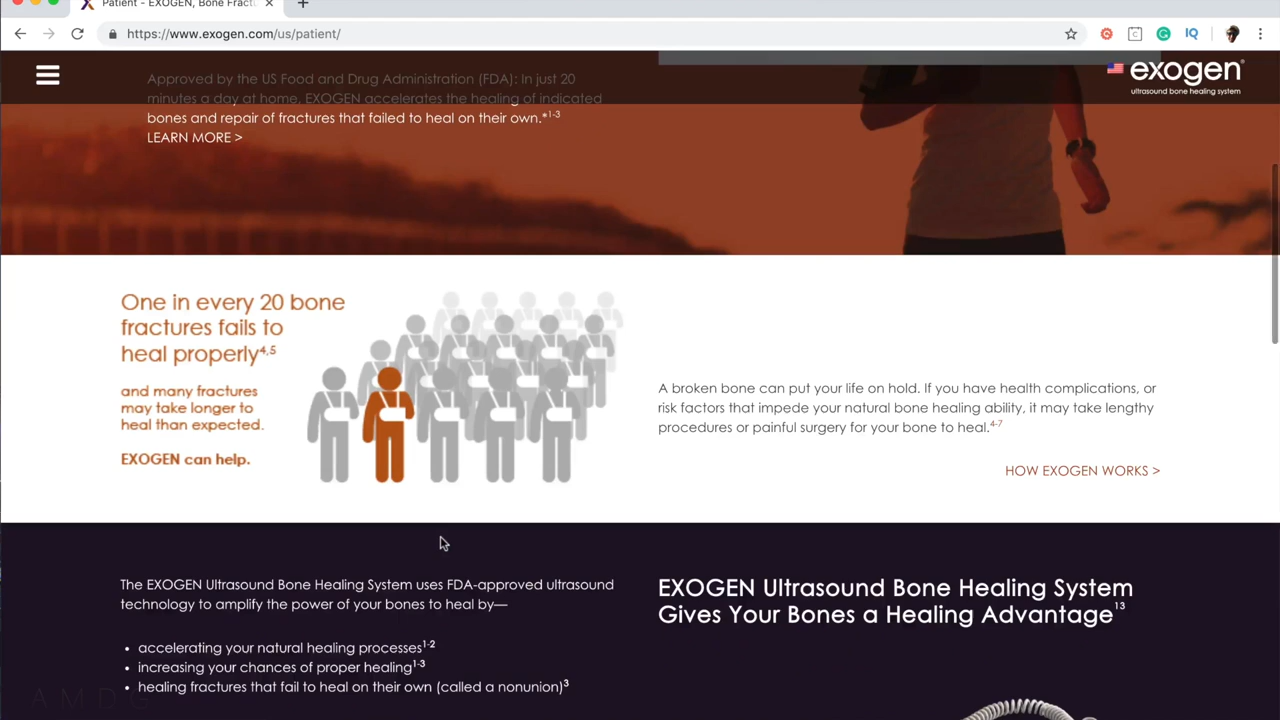 Patient - EXOGEN, Bone Fract
https://www.exogen.com/us/patient/
exogen
ultrasound bone healing system
Approved by the US Food and Drug Administration (FDA): In just 20
minutes a day at home, EXOGEN accelerates the healing of indicated
bones and repair of fractures that failed to heal on their own.*1-3
LEARN MORE >
One in every 20 bone
fractures fails to
heal properly4,5
and many fractures
may take longer to
heal than expected.
EXOGEN can help.
A broken bone can put your life on hold. If you have health complications, or
risk factors that impede your natural bone healing ability, it may take lengthy
procedures or painful surgery for your bone to heal.4-7
HOW EXOGEN WORKS >
The EXOGEN Ultrasound Bone Healing System uses FDA-approved ultrasound
technology to amplify the power of your bones to heal by—
• accelerating your natural healing processes1-2
• increasing your chances of proper healing1-3
• healing fractures that fail to heal on their own (called a nonunion)3
EXOGEN Ultrasound Bone Healing System
Gives Your Bones a Healing Advantage13
AMDG